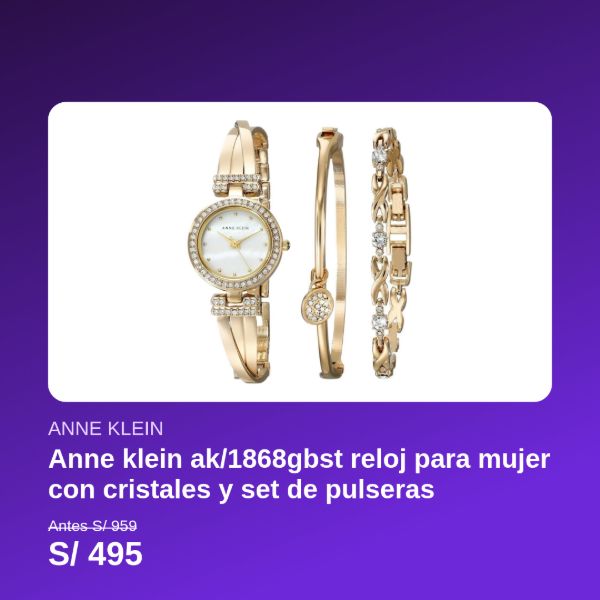 ANNE KLEIN
ANNE KLEIN
Anne klein ak/1868gbst reloj para mujer
con cristales y set de pulseras
Antes S/ 959
S/ 495